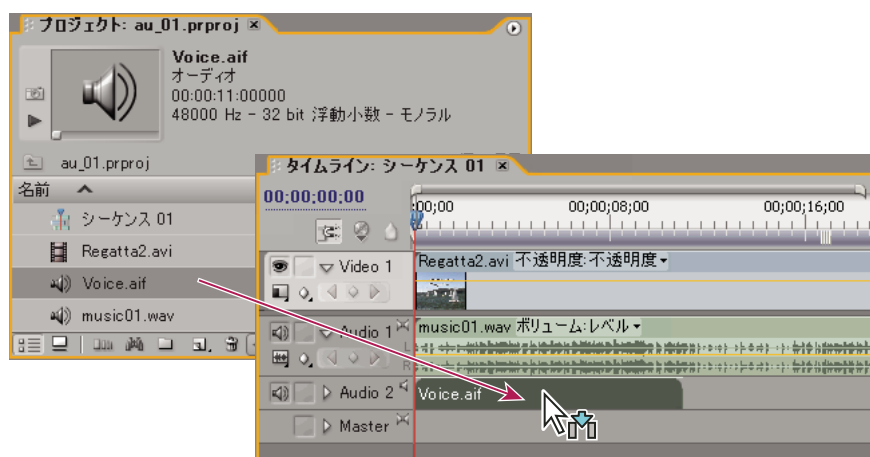 プロジェクト: au_01.prproj
Voice.aif
オーディオ
00:00:11:00000
48000 Hz - 32 bit 浮動小数 - モノラル
au_01.prproj
名前
シーケンス 01
Regatta2.avi
Voice.aif
music01.wav
タイムライン: シーケンス 01
00;00;00;00
;00;00 00;00;08;00 00;00;16;00
Video 1
Regatta2.avi 不透明度:不透明度
Audio 1
music01.wav ボリューム:レベル
L
R
Audio 2
Voice.aif
Master